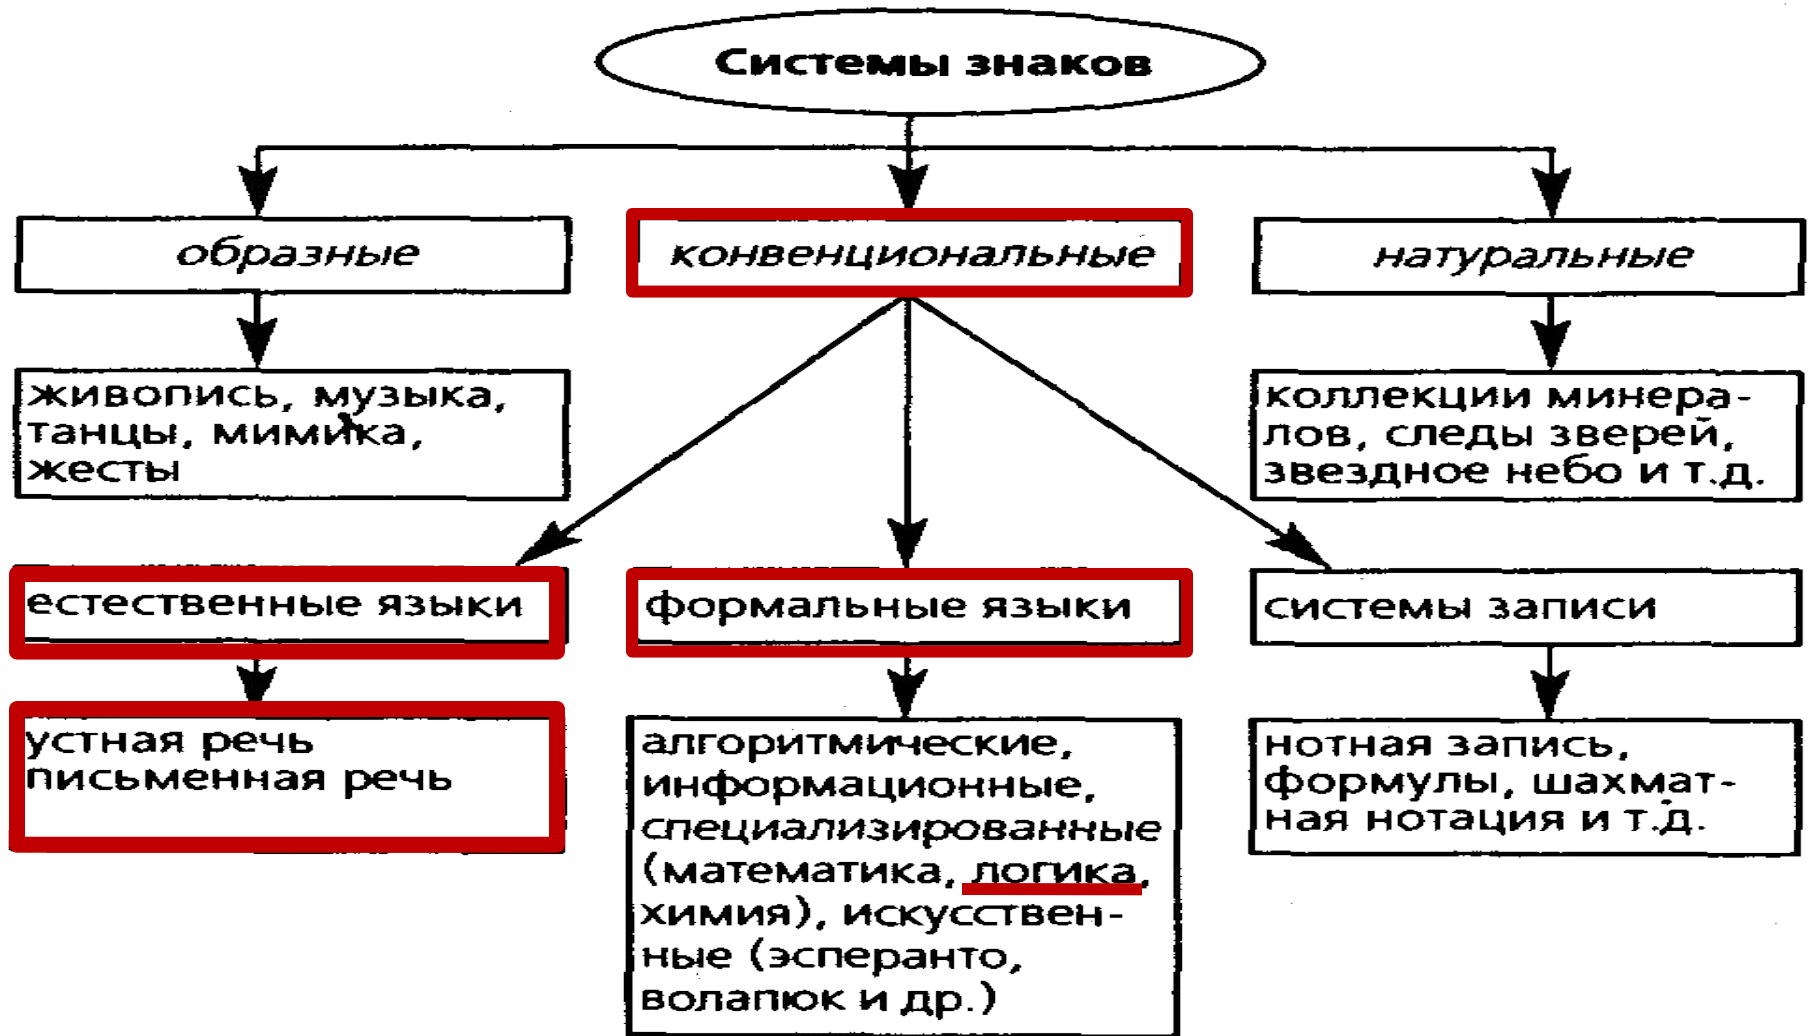 Системы знаков
образные
конвенциональные
натуральные
живопись, музыка,
танцы, мимика,
жесты
коллекции минера-
лов, следы зверей,
звездное небо и т.д.
естественные языки
формальные языки
системы записи
устная речь
письменная речь
алгоритмические,
информационные,
специализированные
(математика, логика,
химия), искусствен-
ные (эсперанто,
волапюк и др.)
нотная запись,
формулы, шахмат-
ная нотация и т.д.